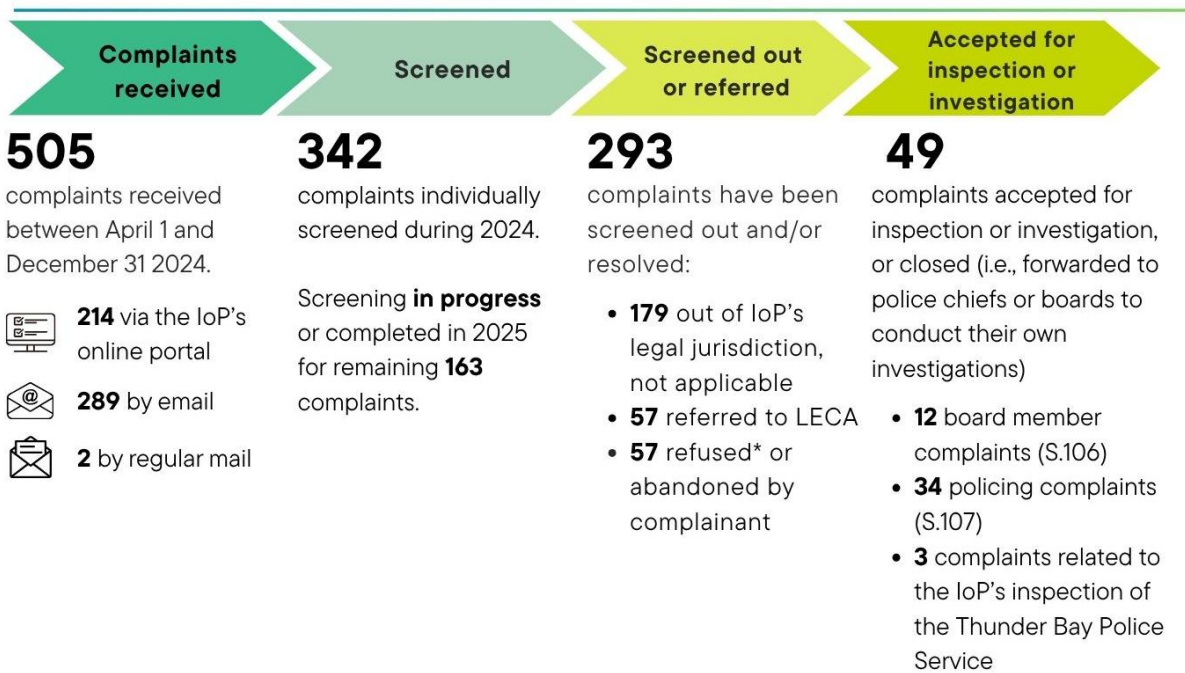 Complaints
received
Screened
Screened out
or referred
Accepted for
inspection or
investigation
505
complaints received
between April 1 and
December 31 2024.
214 via the IoP's
online portal
@
289 by email
2 by regular mail
342
complaints individually
screened during 2024.
Screening in progress
or completed in 2025
for remaining 163
complaints.
293
complaints have been
screened out and/or
resolved:
• 179 out of IoP's
legal jurisdiction,
not applicable
• 57 referred to LECA
• 57 refused* or
abandoned by
complainant
49
complaints accepted for
inspection or investigation,
or closed (i.e., forwarded to
police chiefs or boards to
conduct their own
investigations)
• 12 board member
complaints (S.106)
• 34 policing complaints
(S.107)
• 3 complaints related to
the IoP's inspection of
the Thunder Bay Police
Service